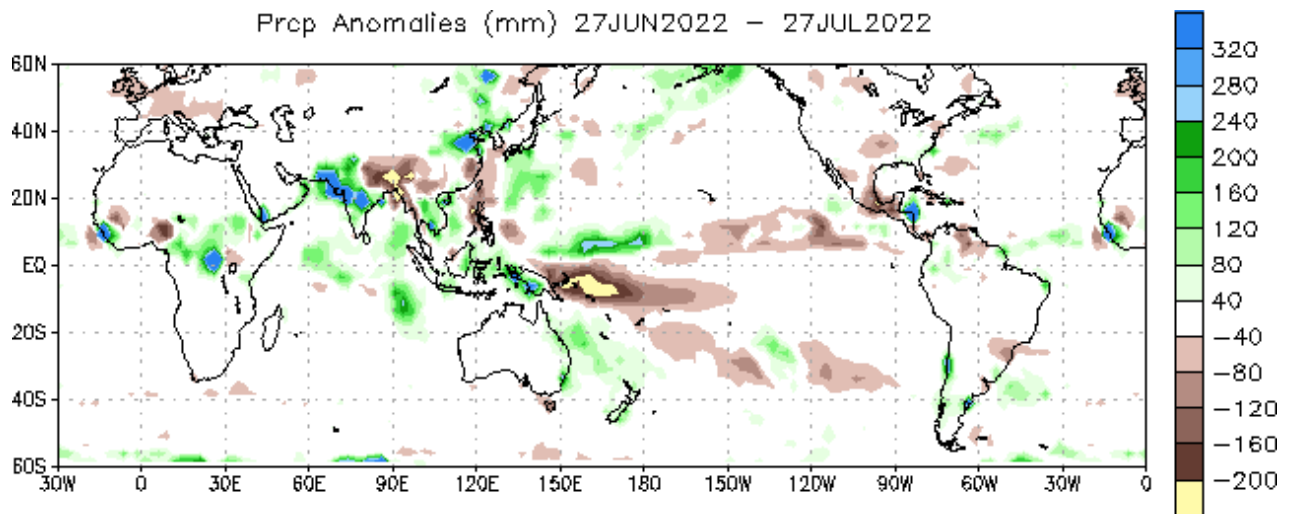 Prcp Anomalies (mm) 27JUN2022 – 27JUL2022
60N
40N
20N
EQ
20S
40S
60S
30W 0 30E 60E 90E 120E 150E 180 150W 120W 90W 60W 30W 0
320
280
240
200
160
120
80
40
−40
−80
−120
−160
−200